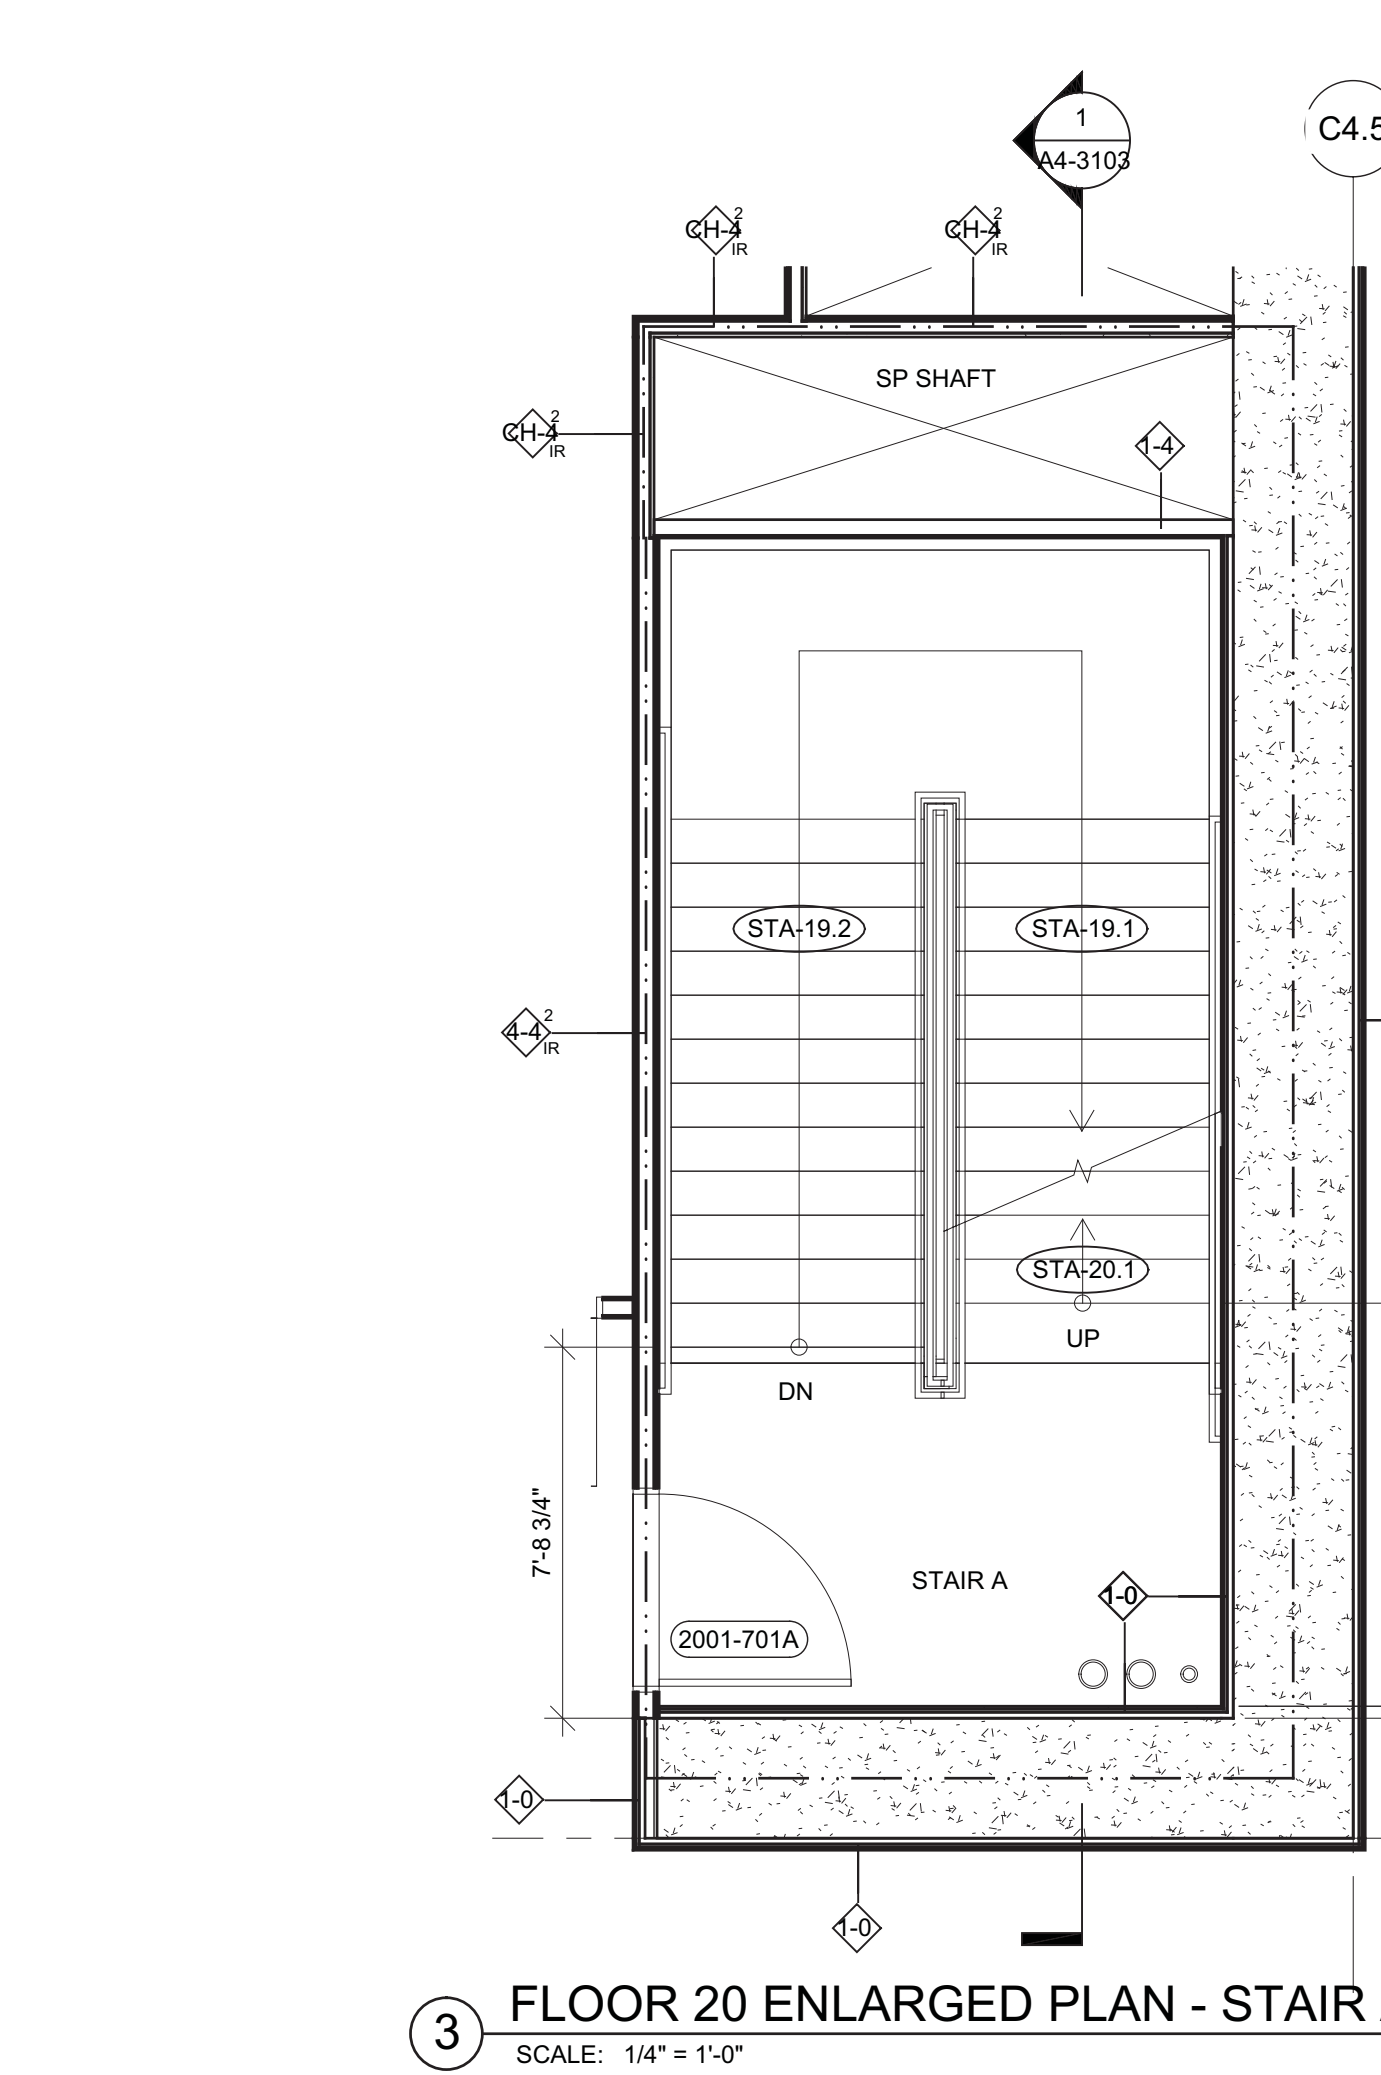 1
A4-3103
C4.5
CH-4
2
IR
CH-4
2
IR
SP SHAFT
CH-4
2
IR
1-4
STA-19.2
STA-19.1
4-4
2
IR
STA-20.1
UP
DN
7'-8 3/4"
STAIR A
1-0
2001-701A
1-0
1-0
3
FLOOR 20 ENLARGED PLAN - STAIR
SCALE: 1/4" = 1'-0"